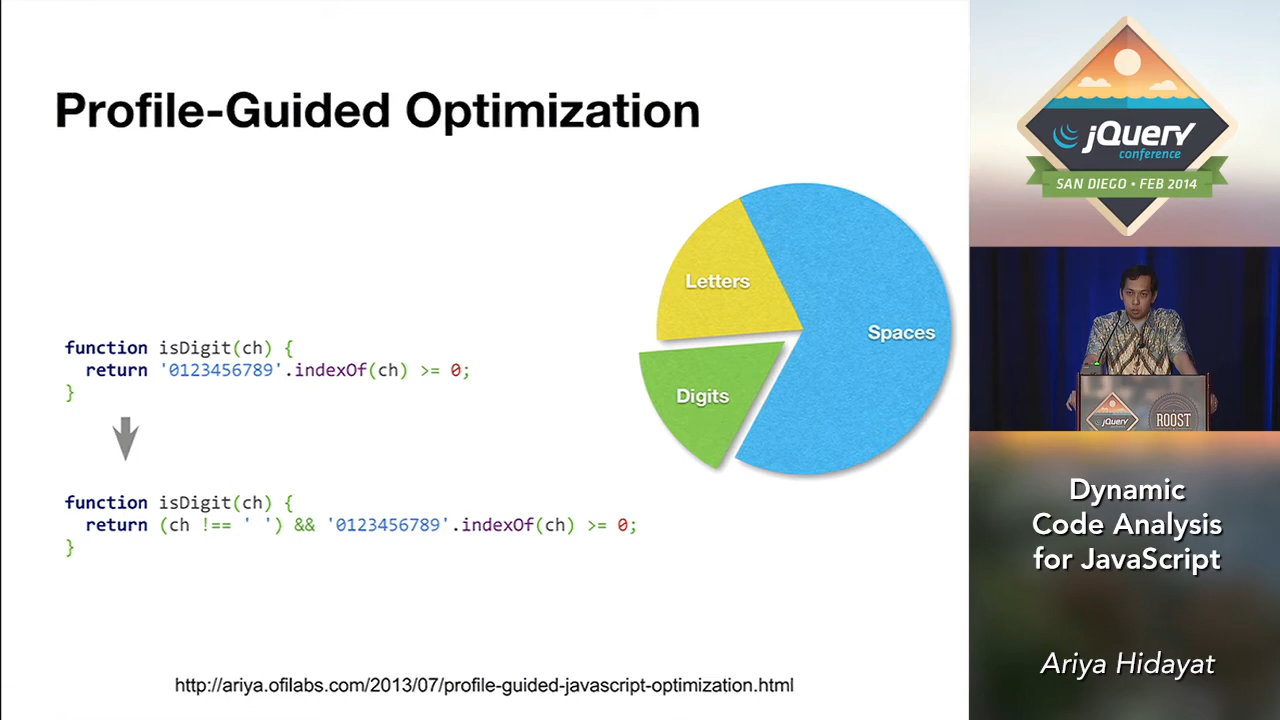 Profile-Guided Optimization
function isDigit(ch) {
return '0123456789'.indexOf(ch) >= 0;
}
function isDigit(ch) {
return (ch !== ' ') && '0123456789'.indexOf(ch) >= 0;
}
Letters
Spaces
Digits
http://ariya.ofilabs.com/2013/07/profile-guided-javascript-optimization.html
jQuery
conference
SAN DIEGO • FEB 2014
jQuery
ROOST
Dynamic
Code Analysis
for JavaScript
Ariya Hidayat